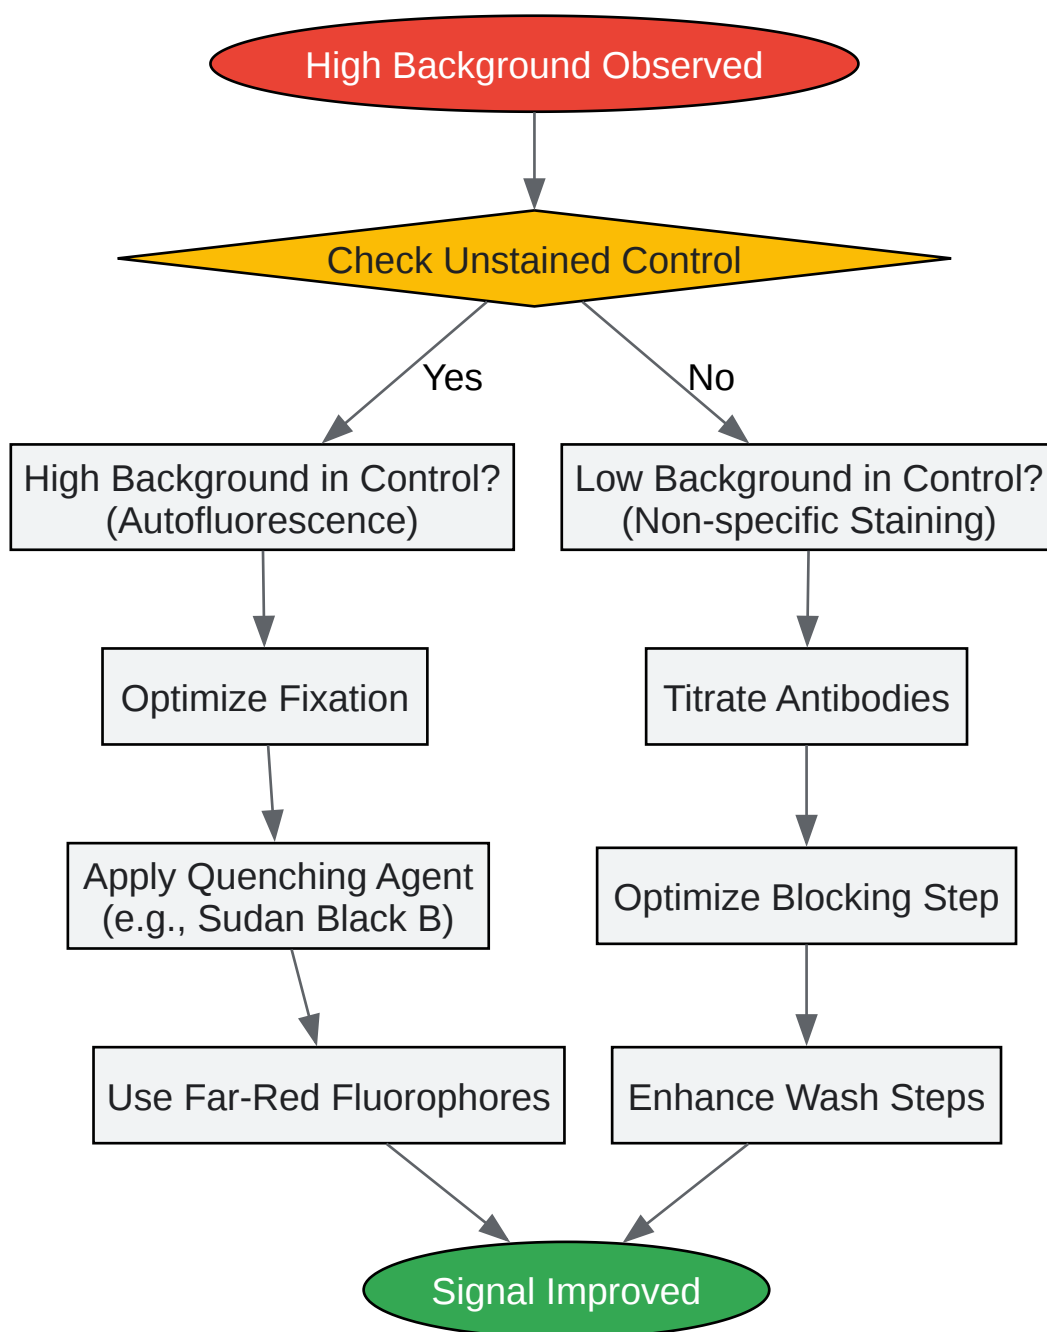 High Background Observed
Check Unstained Control
Yes
No
High Background in Control?
(Autofluorescence)
Low Background in Control?
(Non-specific Staining)
Optimize Fixation
Titrate Antibodies
Apply Quenching Agent
(e.g., Sudan Black B)
Optimize Blocking Step
Use Far-Red Fluorophores
Enhance Wash Steps
Signal Improved